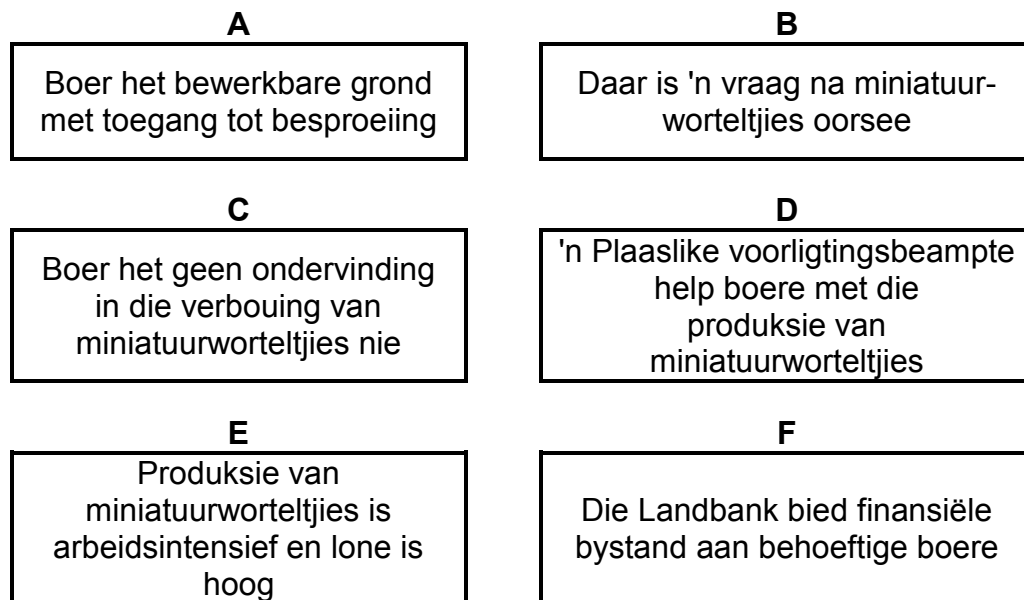 A
Boer het bewerkbare grond
met toegang tot besproeiing
B
Daar is 'n vraag na miniatuur-
worteltjies oorsee
C
Boer het geen ondervinding
in die verbouing van
miniatuurworteltjies nie
D
'n Plaaslike voorligtingsbeampte
help boere met die
produksie van
miniatuurworteltjies
E
Produksie van
miniatuurworteltjies is
arbeidsintensief en lone is
hoog
F
Die Landbank bied finansiële
bystand aan behoeftige boere